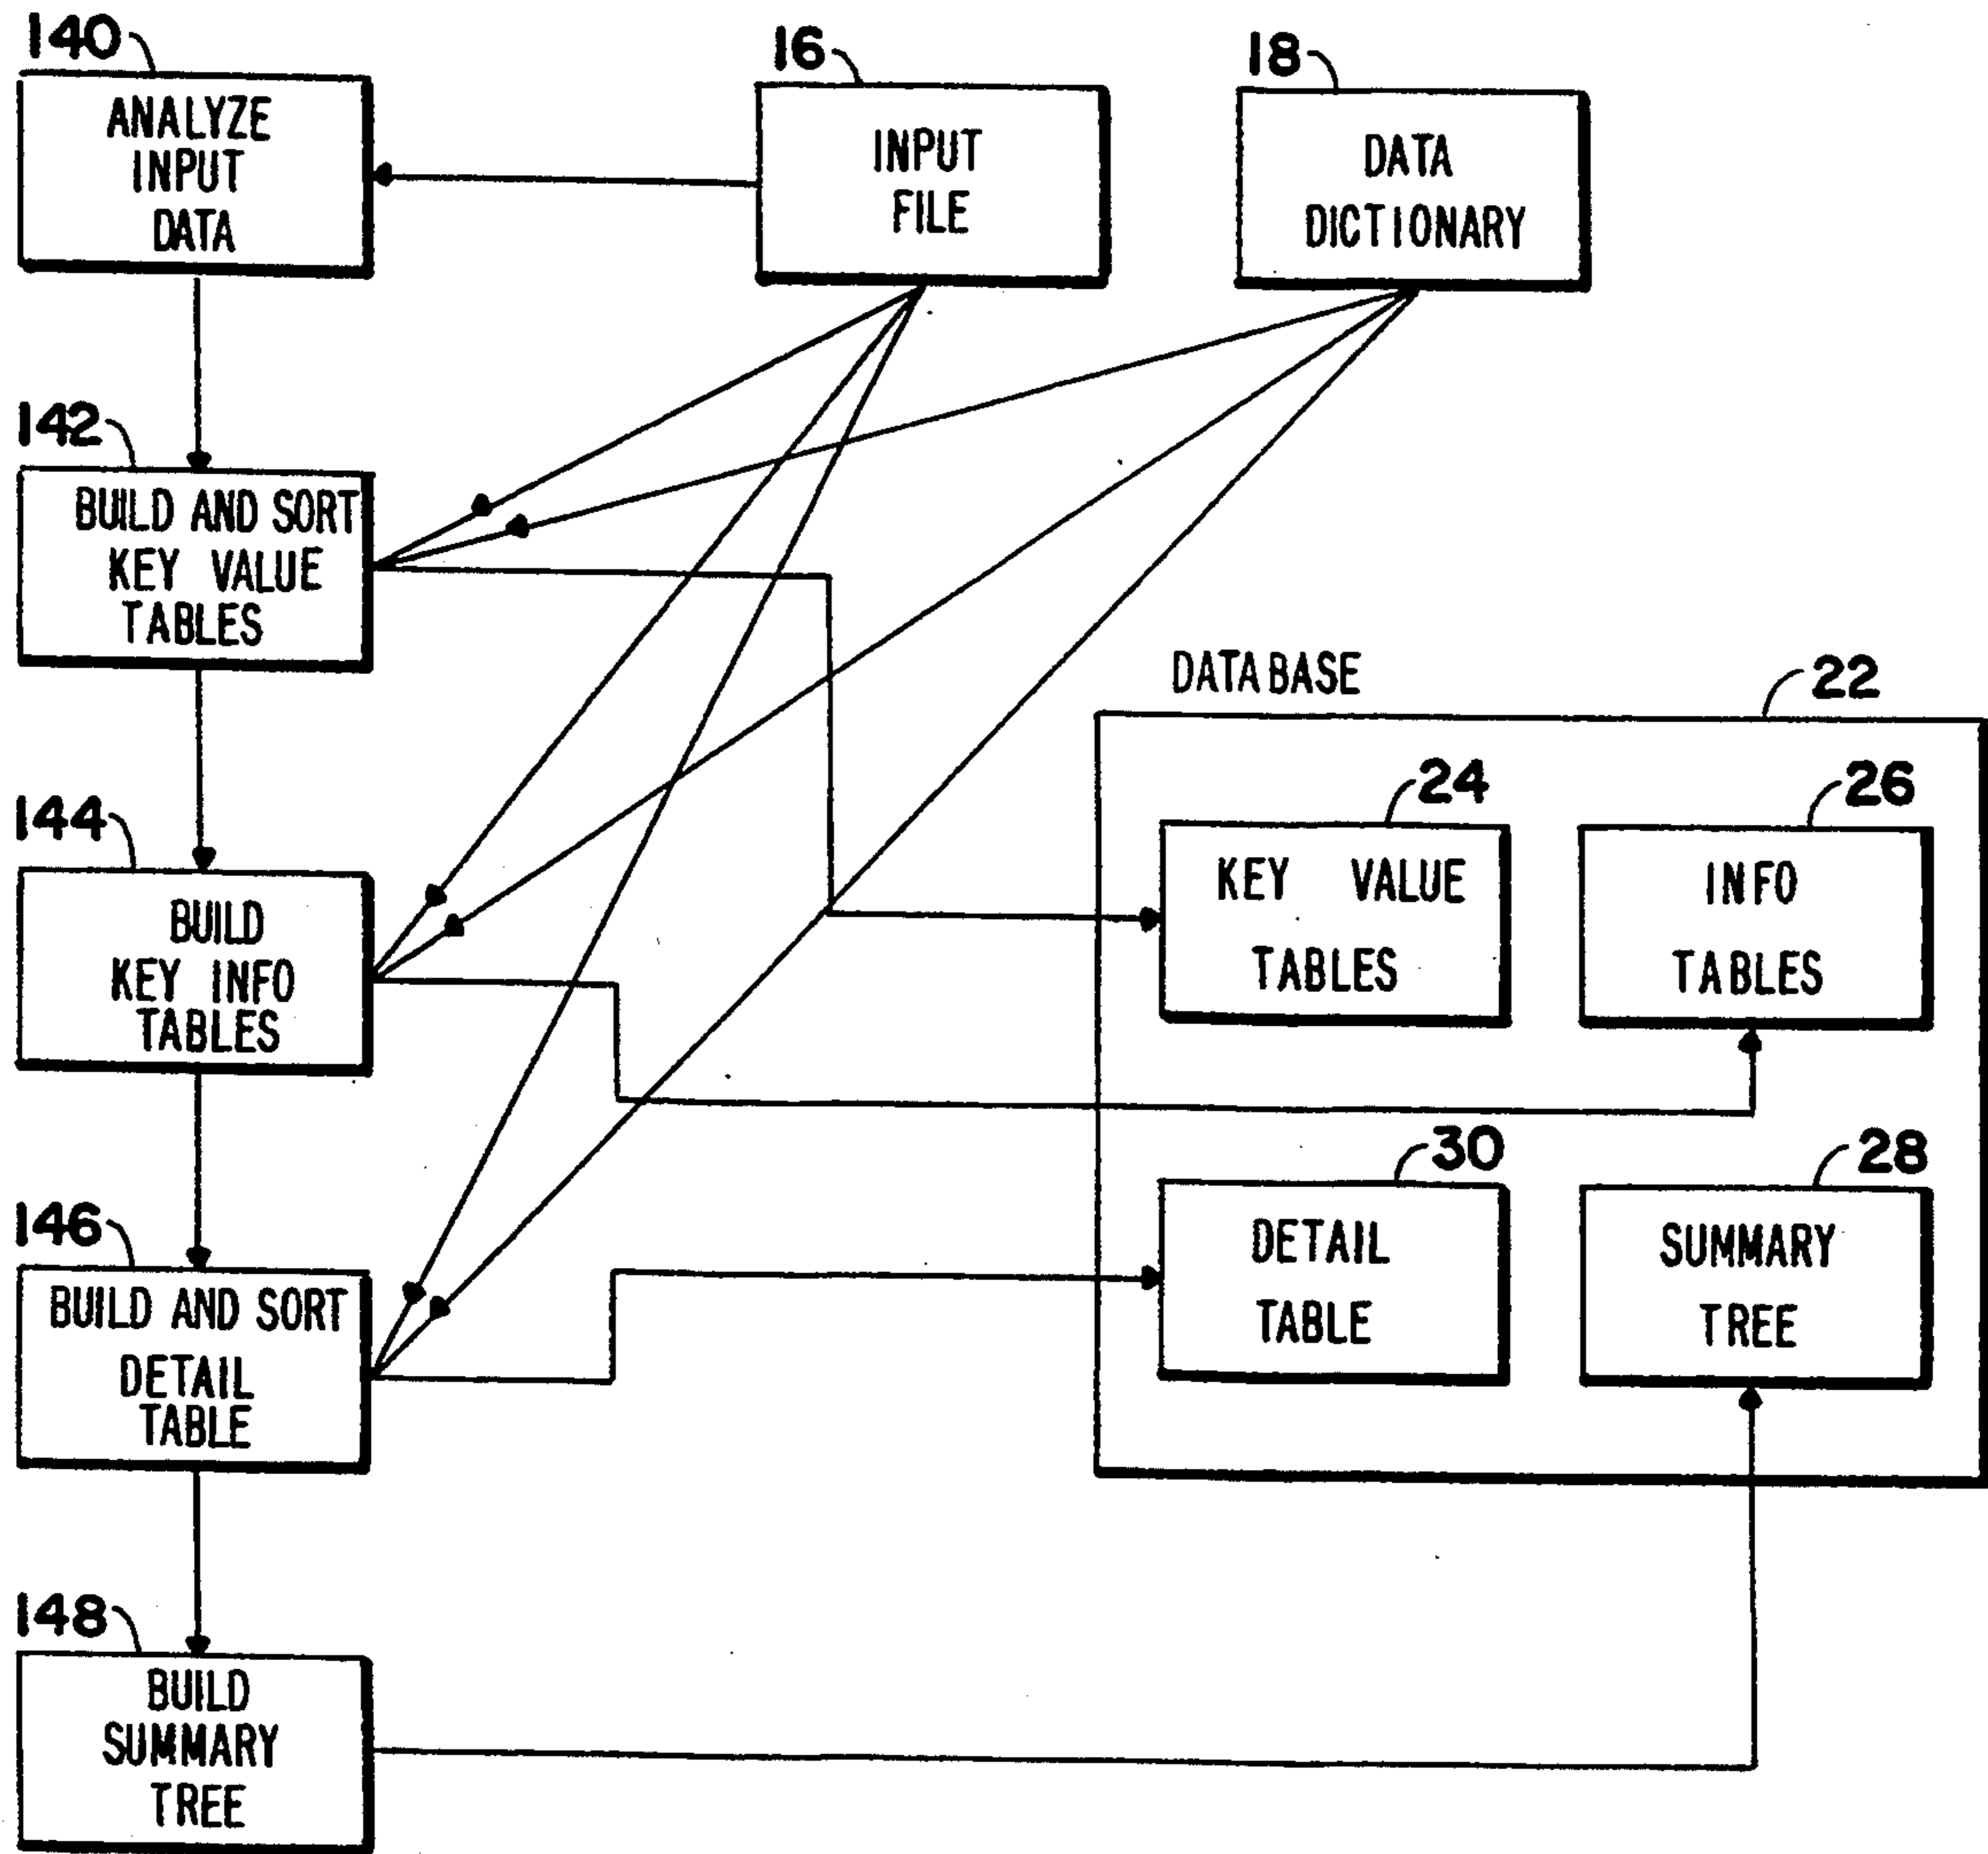 140
ANALYZE
INPUT
DATA
16
INPUT
FILE
18
DATA
DICTIONARY
142
BUILD AND SORT
KEY VALUE
TABLES
144
BUILD
KEY INFO
TABLES
146
BUILD AND SORT
DETAIL
TABLE
148
BUILD
SUMMARY
TREE
DATABASE
22
24
KEY VALUE
TABLES
26
INFO
TABLES
30
DETAIL
TABLE
28
SUMMARY
TREE